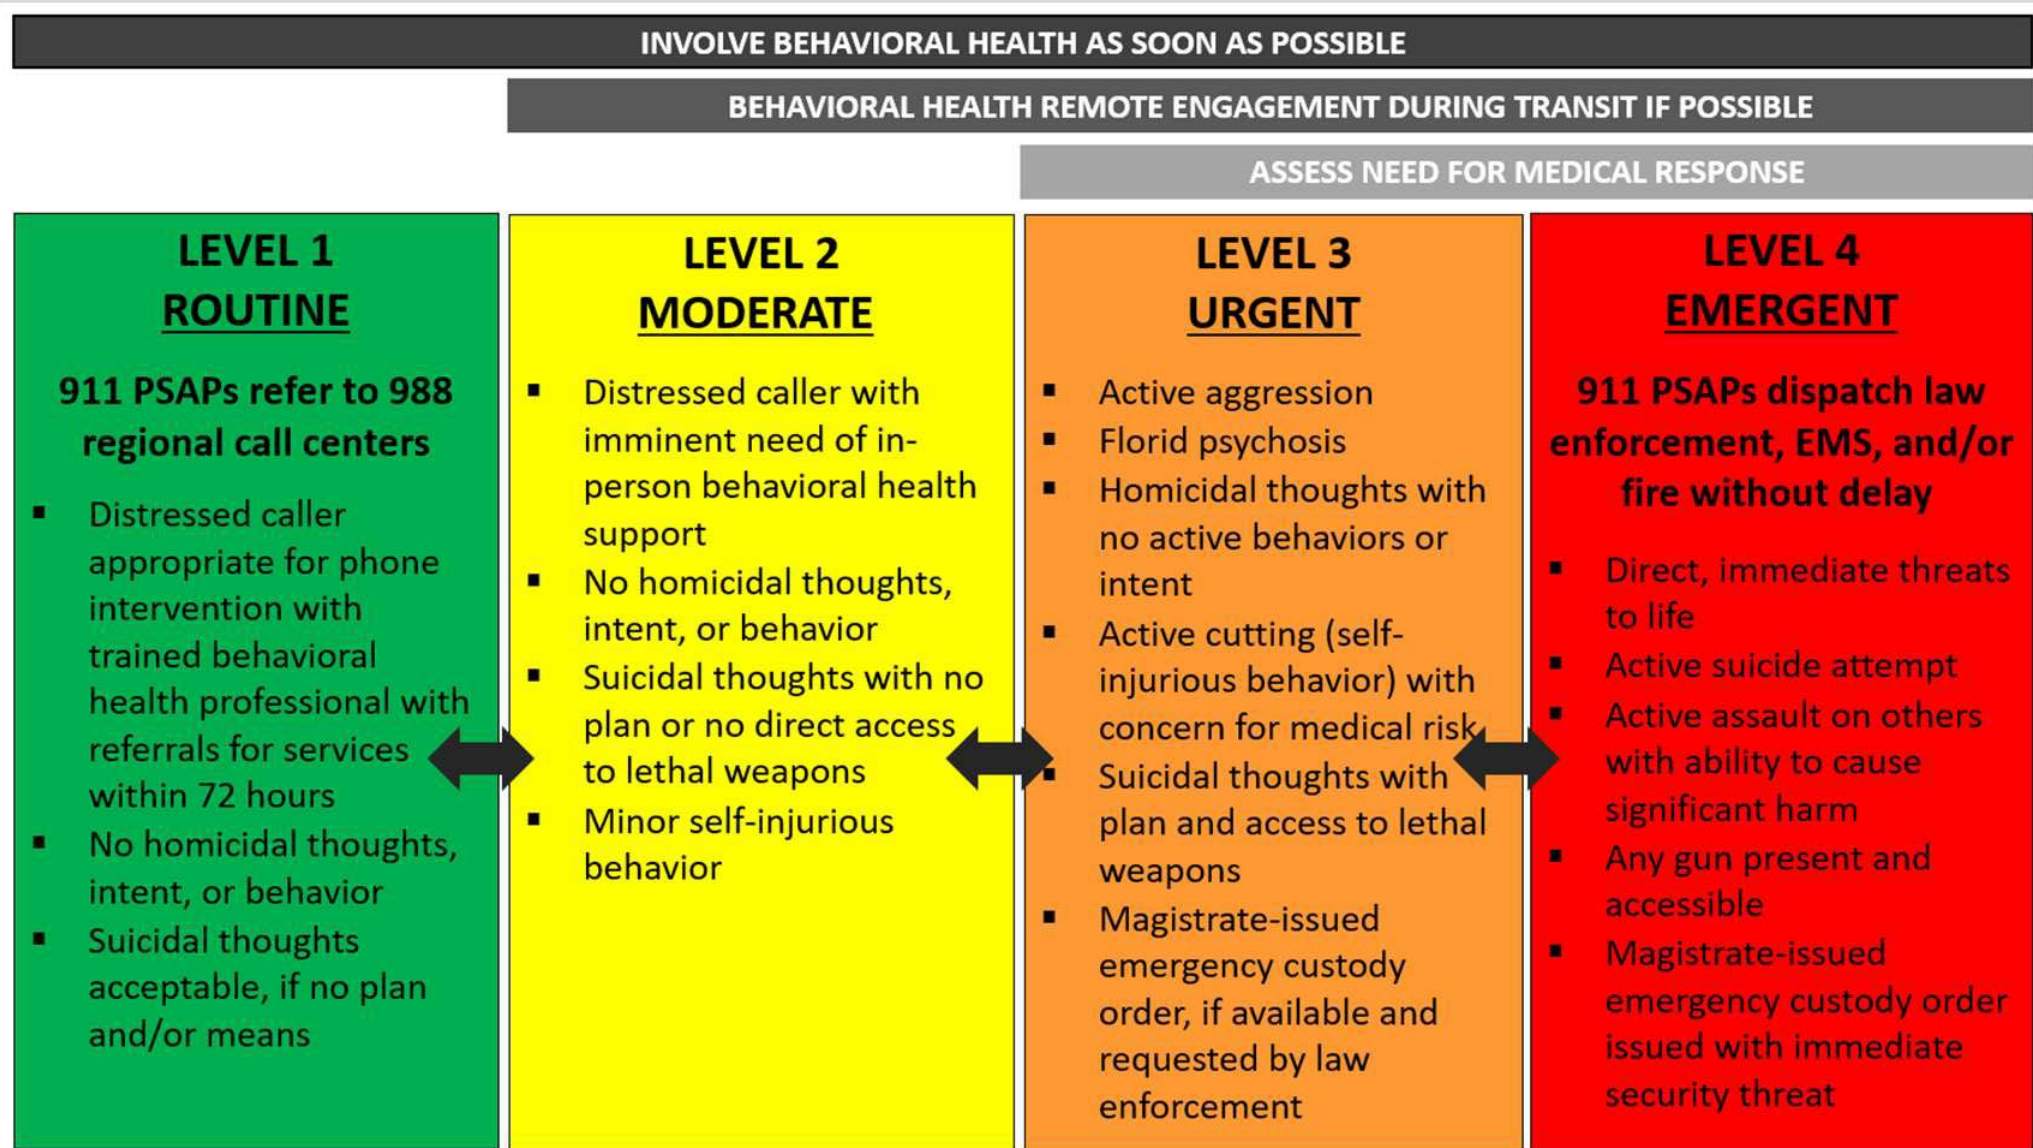 INVOLVE BEHAVIORAL HEALTH AS SOON AS POSSIBLE
BEHAVIORAL HEALTH REMOTE ENGAGEMENT DURING TRANSIT IF POSSIBLE
ASSESS NEED FOR MEDICAL RESPONSE
LEVEL 1
ROUTINE
911 PSAPs refer to 988
regional call centers
▪ Distressed caller
appropriate for phone
intervention with
trained behavioral
health professional with
referrals for services
within 72 hours
▪ No homicidal thoughts,
intent, or behavior
▪ Suicidal thoughts
acceptable, if no plan
and/or means
LEVEL 2
MODERATE
▪ Distressed caller with
imminent need of in-
person behavioral health
support
▪ No homicidal thoughts,
intent, or behavior
▪ Suicidal thoughts with no
plan or no direct access
to lethal weapons
▪ Minor self-injurious
behavior
LEVEL 3
URGENT
▪ Active aggression
▪ Florid psychosis
▪ Homicidal thoughts with
no active behaviors or
intent
▪ Active cutting (self-
injurious behavior) with
concern for medical risk
▪ Suicidal thoughts with
plan and access to lethal
weapons
▪ Magistrate-issued
emergency custody
order, if available and
requested by law
enforcement
LEVEL 4
EMERGENT
911 PSAPs dispatch law
enforcement, EMS, and/or
fire without delay
▪ Direct, immediate threats
to life
▪ Active suicide attempt
▪ Active assault on others
with ability to cause
significant harm
▪ Any gun present and
accessible
▪ Magistrate-issued
emergency custody order
issued with immediate
security threat